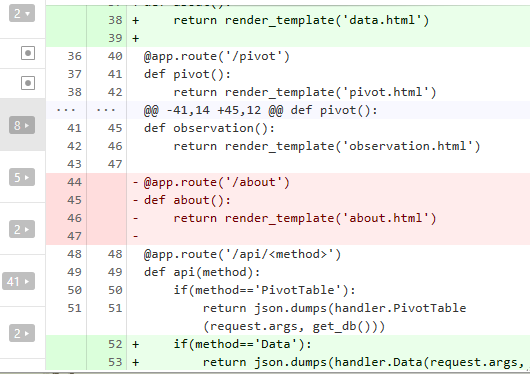 2
38 + return render_template('data.html')
39 +
36 40 @app.route('/pivot')
37 41 def pivot():
38 42 return render_template('pivot.html')
... ... @@ -41,14 +45,12 @@ def pivot():
8
41 45 def observation():
42 46 return render_template('observation.html')
43 47
5
44 - @app.route('/about')
45 - def about():
2
46 - return render_template('about.html')
47 -
48 48 @app.route('/api/<method>')
49 49 def api(method):
41
50 50 if(method=='PivotTable'):
51 51 return json.dumps(handler.PivotTable
(request.args, get_db()))
2
52 + if(method=='Data'):
53 + return json.dumps(handler.Data(request.args,